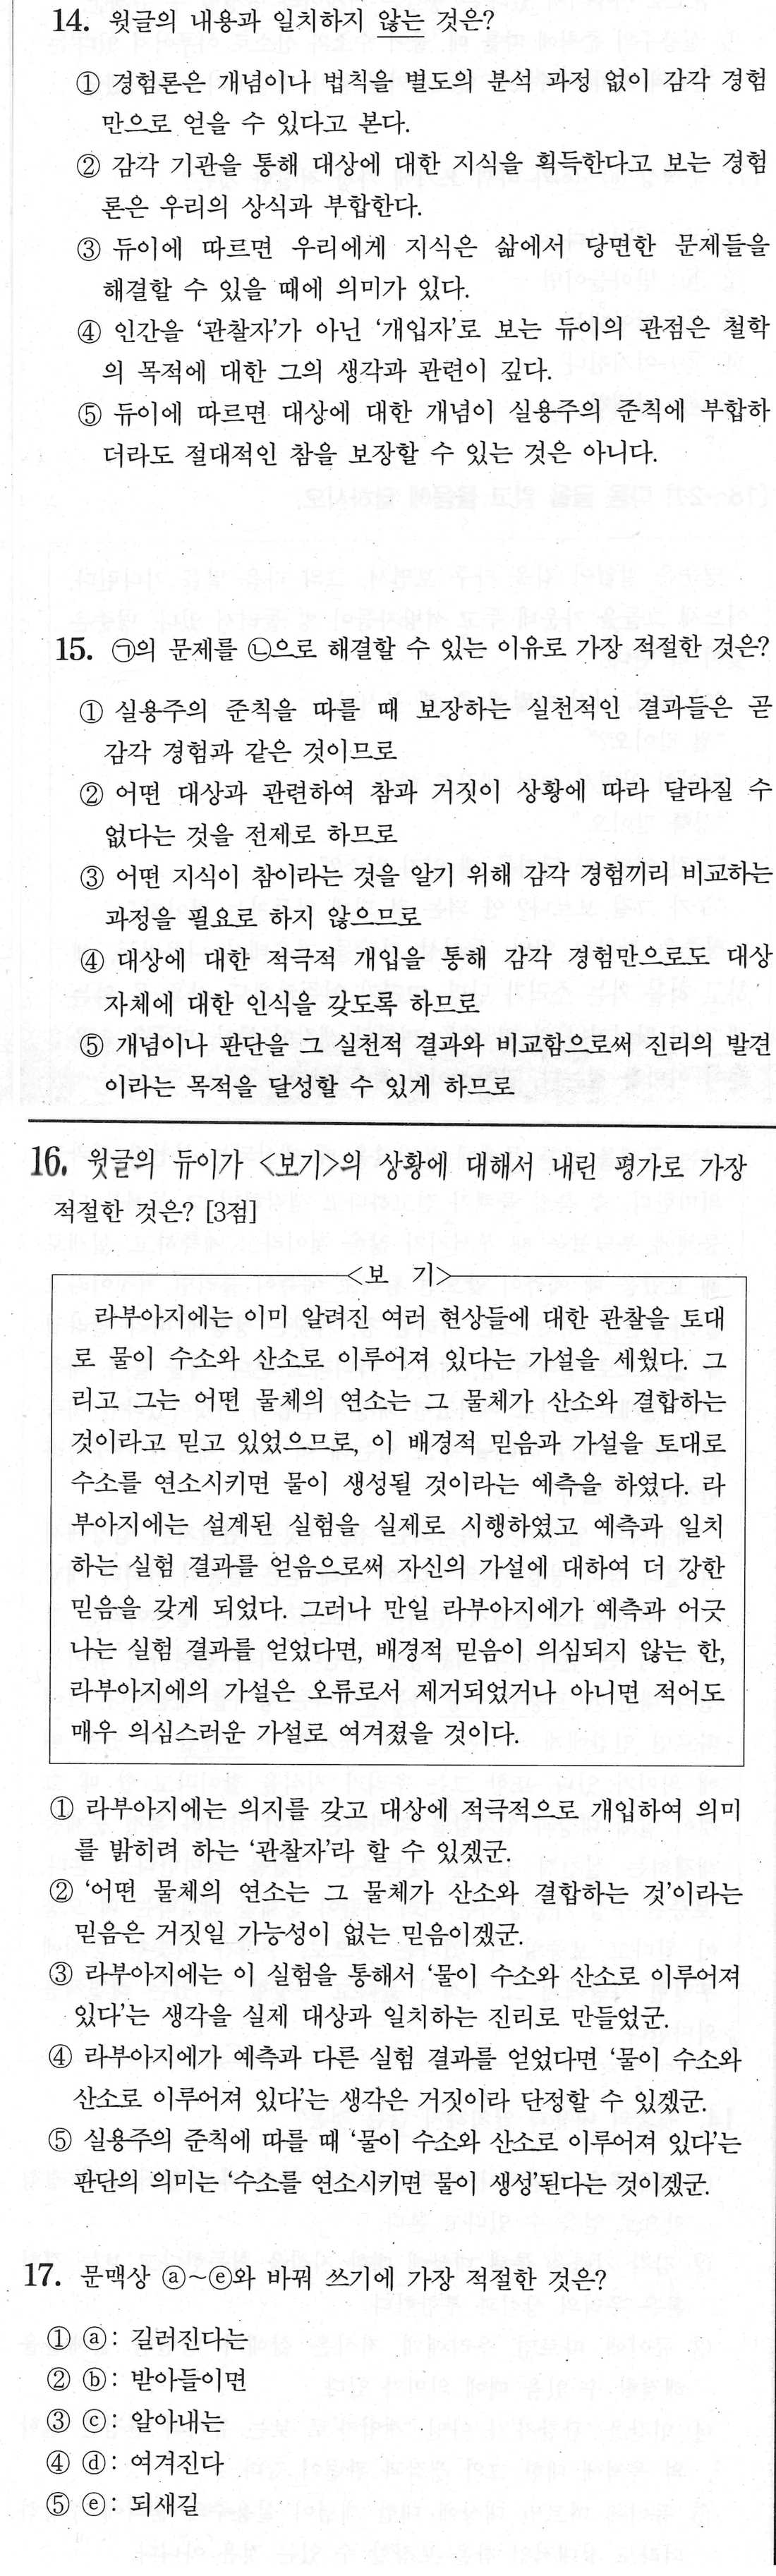 14. 윗글의 내용과 일치하지 않는 것은?
① 경험론은 개념이나 법칙을 별도의 분석 과정 없이 감각 경험
만으로 얻을 수 있다고 본다.
② 감각 기관을 통해 대상에 대한 지식을 획득한다고 보는 경험
론은 우리의 상식과 부합한다.
③ 듀이에 따르면 우리에게 지식은 삶에서 당면한 문제들을
해결할 수 있을 때에 의미가 있다.
④ 인간을 ‘관찰자’가 아닌 ‘개입자’로 보는 듀이의 관점은 철학
의 목적에 대한 그의 생각과 관련이 깊다.
⑤ 듀이에 따르면 대상에 대한 개념이 실용주의 준칙에 부합하
더라도 절대적인 참을 보장할 수 있는 것은 아니다.
15. ㉠의 문제를 ㉡으로 해결할 수 있는 이유로 가장 적절한 것은?
① 실용주의 준칙을 따를 때 보장하는 실천적인 결과들은 곧
감각 경험과 같은 것이므로
② 어떤 대상과 관련하여 참과 거짓이 상황에 따라 달라질 수
없다는 것을 전제로 하므로
③ 어떤 지식이 참이라는 것을 알기 위해 감각 경험끼리 비교하는
과정을 필요로 하지 않으므로
④ 대상에 대한 적극적 개입을 통해 감각 경험만으로도 대상
자체에 대한 인식을 갖도록 하므로
⑤ 개념이나 판단을 그 실천적 결과와 비교함으로써 진리의 발견
이라는 목적을 달성할 수 있게 하므로
16. 윗글의 듀이가 <보기>의 상황에 대해서 내린 평가로 가장
적절한 것은? [3점]
<보 기>
라부아지에는 이미 알려진 여러 현상들에 대한 관찰을 토대
로 물이 수소와 산소로 이루어져 있다는 가설을 세웠다. 그
리고 그는 어떤 물체의 연소는 그 물체가 산소와 결합하는
것이라고 믿고 있었으므로, 이 배경적 믿음과 가설을 토대로
수소를 연소시키면 물이 생성될 것이라는 예측을 하였다. 라
부아지에는 설계된 실험을 실제로 시행하였고 예측과 일치
하는 실험 결과를 얻음으로써 자신의 가설에 대하여 더 강한
믿음을 갖게 되었다. 그러나 만일 라부아지에가 예측과 어긋
나는 실험 결과를 얻었다면, 배경적 믿음이 의심되지 않는 한,
라부아지에의 가설은 오류로서 제거되었거나 아니면 적어도
매우 의심스러운 가설로 여겨졌을 것이다.
① 라부아지에는 의지를 갖고 대상에 적극적으로 개입하여 의미
를 밝히려 하는 ‘관찰자’라 할 수 있겠군.
② ‘어떤 물체의 연소는 그 물체가 산소와 결합하는 것’이라는
믿음은 거짓일 가능성이 없는 믿음이겠군.
③ 라부아지에는 이 실험을 통해서 ‘물이 수소와 산소로 이루어져
있다’는 생각을 실제 대상과 일치하는 진리로 만들었군.
④ 라부아지에가 예측과 다른 실험 결과를 얻었다면 ‘물이 수소와
산소로 이루어져 있다’는 생각은 거짓이라 단정할 수 있겠군.
⑤ 실용주의 준칙에 따를 때 ‘물이 수소와 산소로 이루어져 있다’는
판단의 의미는 ‘수소를 연소시키면 물이 생성’된다는 것이겠군.
17. 문맥상 ⓐ~ⓔ와 바꿔 쓰기에 가장 적절한 것은?
① ⓐ: 길러진다는
② ⓑ: 받아들이면
③ ⓒ: 알아내는
④ ⓓ: 여겨진다
⑤ ⓔ: 되새길